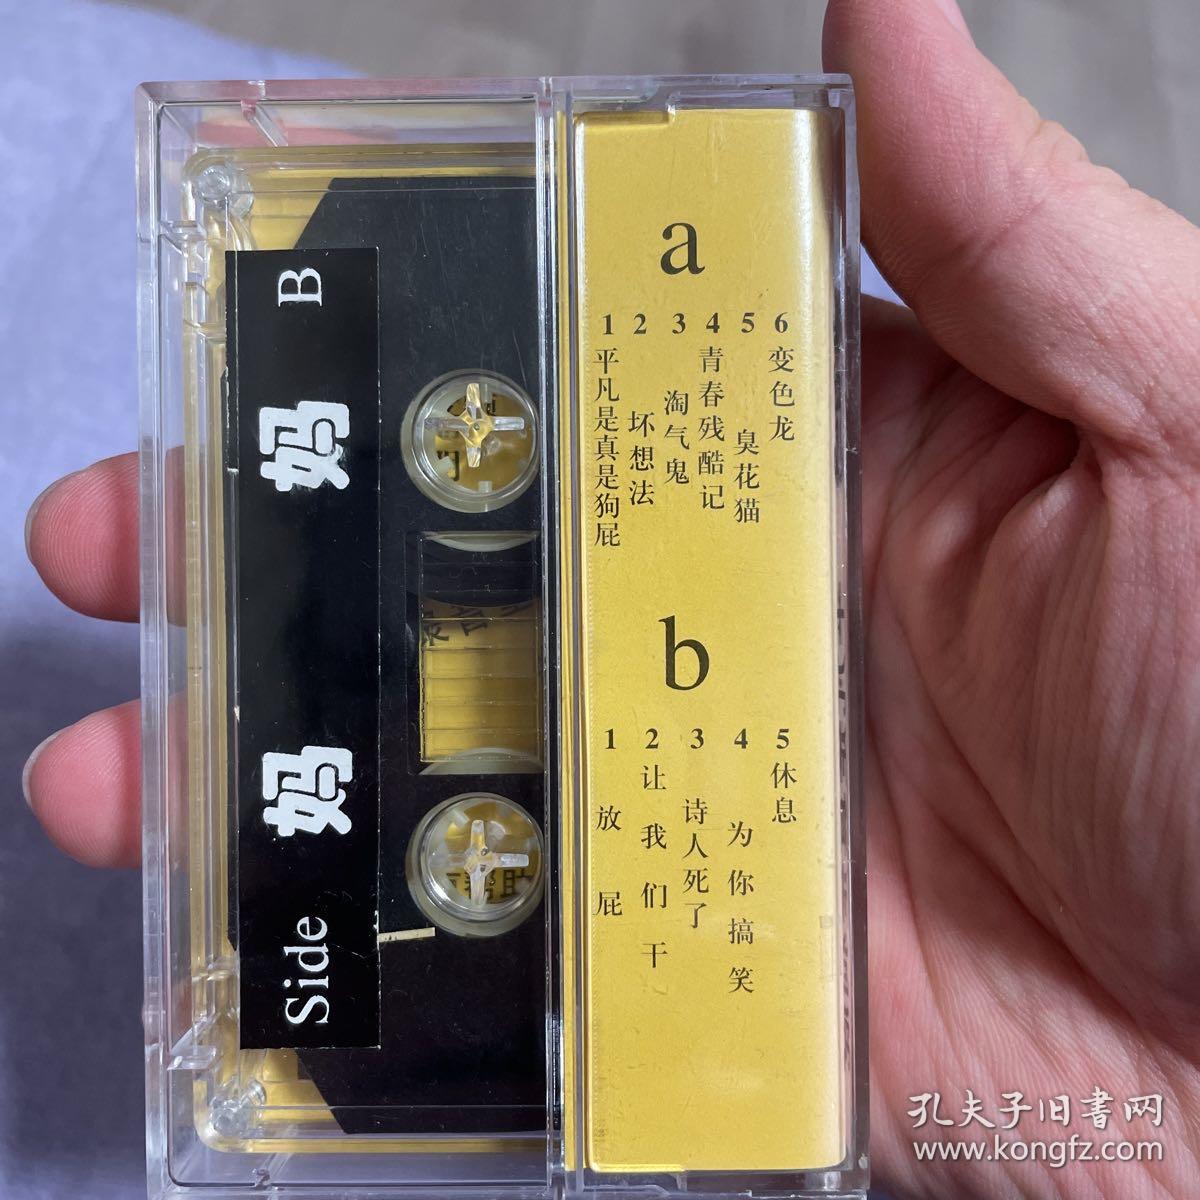 Side 妈 妈 B
a
1 平凡是真是狗屁
2 坏想法
3 淘气鬼
4 青春残酷记
5 臭花猫
6 变色龙
b
1 放屁
2 让我们干
3 诗人死了
4 为你搞笑
5 休息
孔夫子旧书网
www.kongfz.com